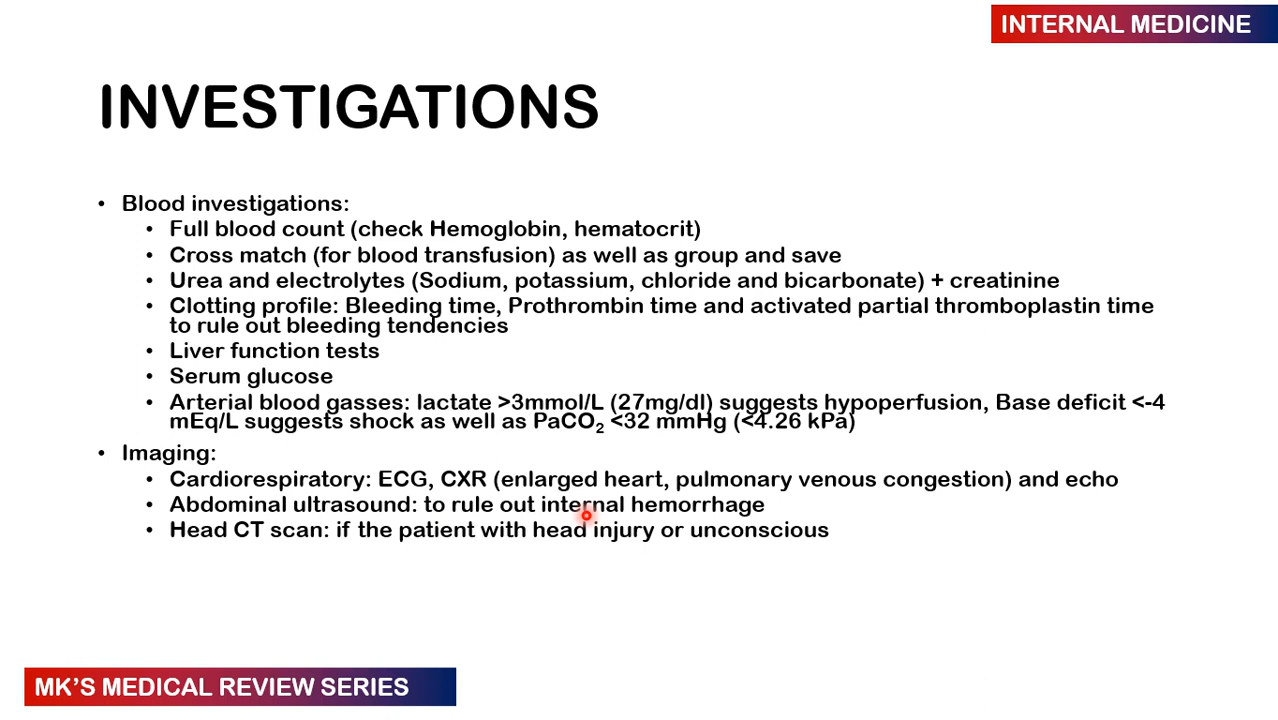 INTERNAL MEDICINE
INVESTIGATIONS
• Blood investigations:
• Full blood count (check Hemoglobin, hematocrit)
• Cross match (for blood transfusion) as well as group and save
• Urea and electrolytes (Sodium, potassium, chloride and bicarbonate) + creatinine
• Clotting profile: Bleeding time, Prothrombin time and activated partial thromboplastin time
to rule out bleeding tendencies
• Liver function tests
• Serum glucose
• Arterial blood gasses: lactate >3mmol/L (27mg/dl) suggests hypoperfusion, Base deficit <-4
mEq/L suggests shock as well as PaCO₂ <32 mmHg (<4.26 kPa)
• Imaging:
• Cardiorespiratory: ECG, CXR (enlarged heart, pulmonary venous congestion) and echo
• Abdominal ultrasound: to rule out internal hemorrhage
• Head CT scan: if the patient with head injury or unconscious
MK’S MEDICAL REVIEW SERIES